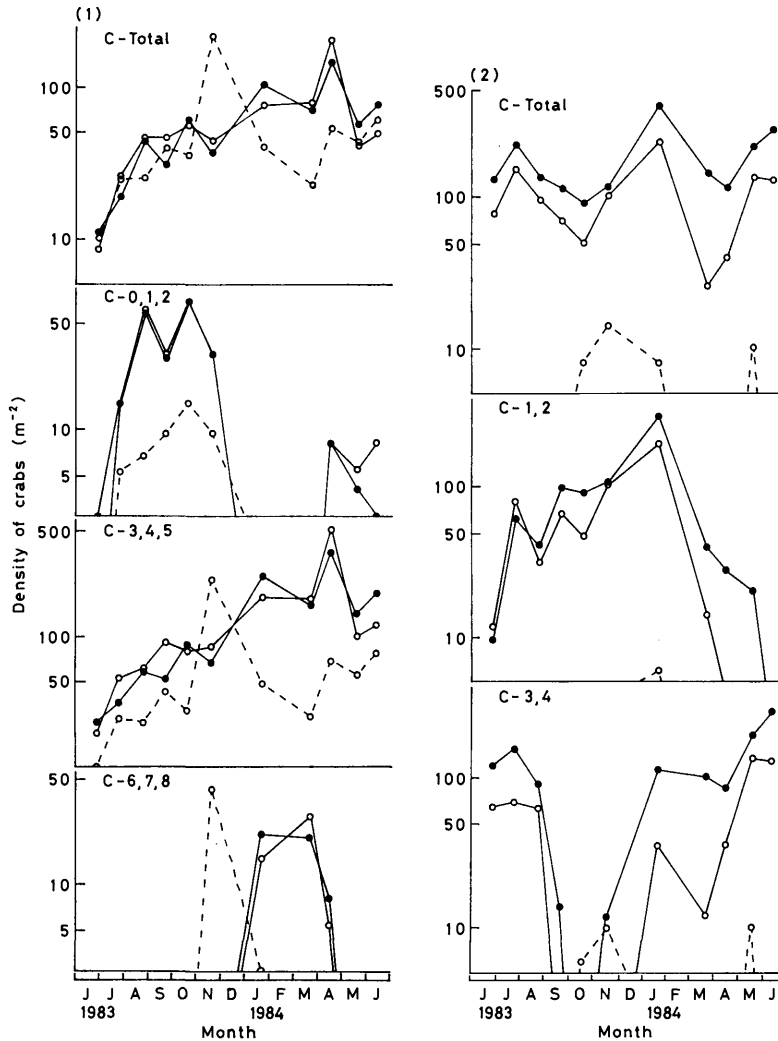 (1)
C-Total
100
50
10
C-0,1,2
50
10
5
C-3,4,5
500
100
50
C-6,7,8
50
10
5
J J A S O N D J F M A M J
1983 1984
Month
Density of crabs (m⁻²)
(2)
C-Total
500
100
50
10
C-1,2
100
50
10
C-3,4
100
50
10
J J A S O N D J F M A M J
1983 1984
Month